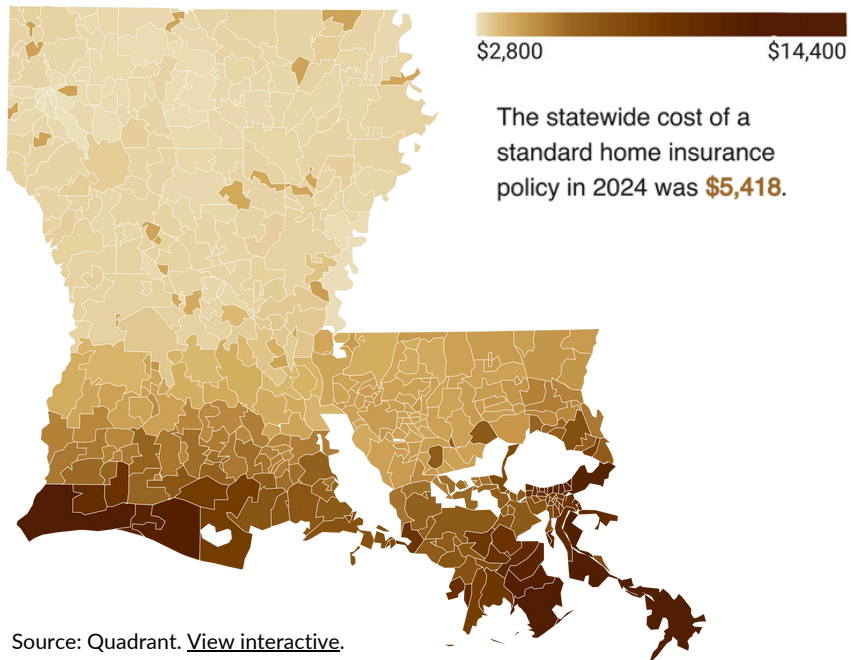 $2,800
$14,400
The statewide cost of a
standard home insurance
policy in 2024 was $5,418.
Source: Quadrant. View interactive.